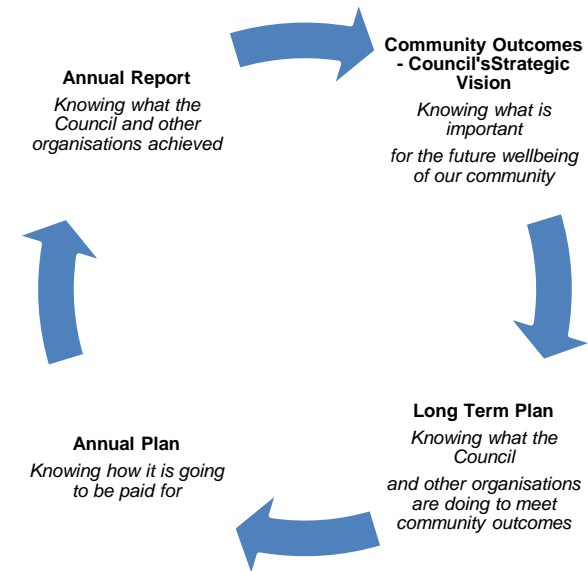 Annual Report
Knowing what the
Council and other
organisations achieved
Community Outcomes
- Council'sStrategic
Vision
Knowing what is
important
for the future wellbeing
of our community
Long Term Plan
Knowing what the
Council
and other organisations
are doing to meet
community outcomes
Annual Plan
Knowing how it is going
to be paid for